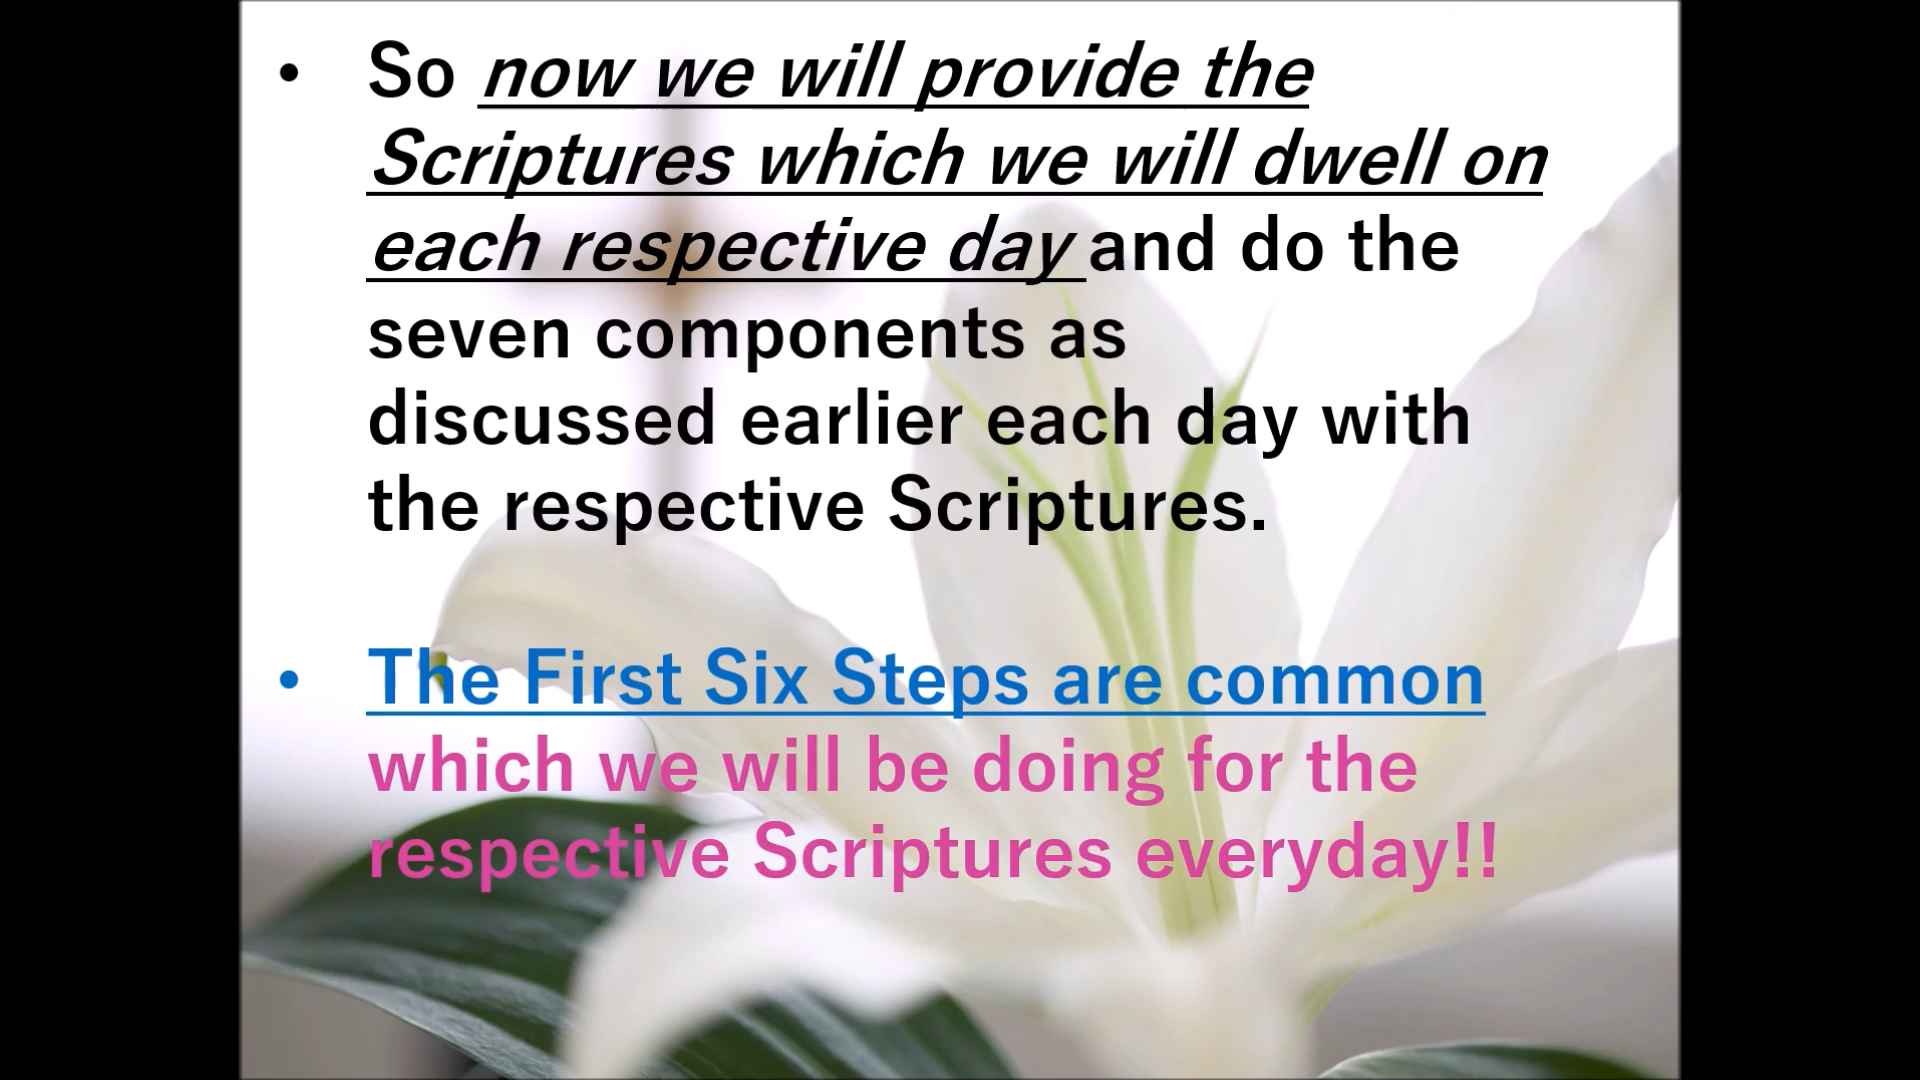 • So now we will provide the
Scriptures which we will dwell on
each respective day and do the
seven components as
discussed earlier each day with
the respective Scriptures.
• The First Six Steps are common
which we will be doing for the
respective Scriptures everyday!!